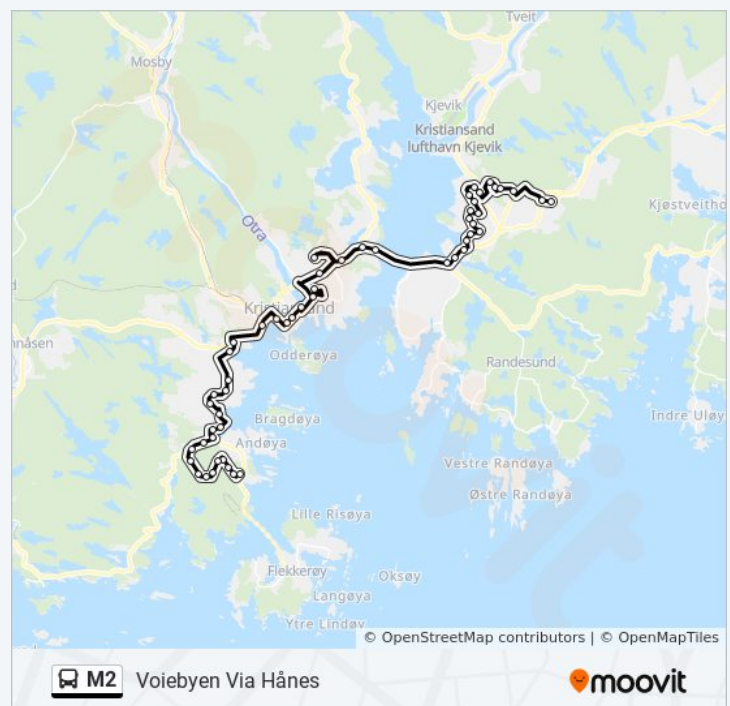 Tveit
Mosby
Kjevik
Kristiansand
lufthavn Kjevik
Kjøstveitho
Otra
Kristiansand
nnåsen
Odderøya
Randesund
Bragdøya
Indre Uløy
Andøya
Vestre Randøya
Østre Randøya
Lille Risøya
Flekkerøy
Oksøy
Langøya
Ytre Lindøy
© OpenStreetMap contributors | © OpenMapTiles
M2 Voiebyen Via Hånes
moovit